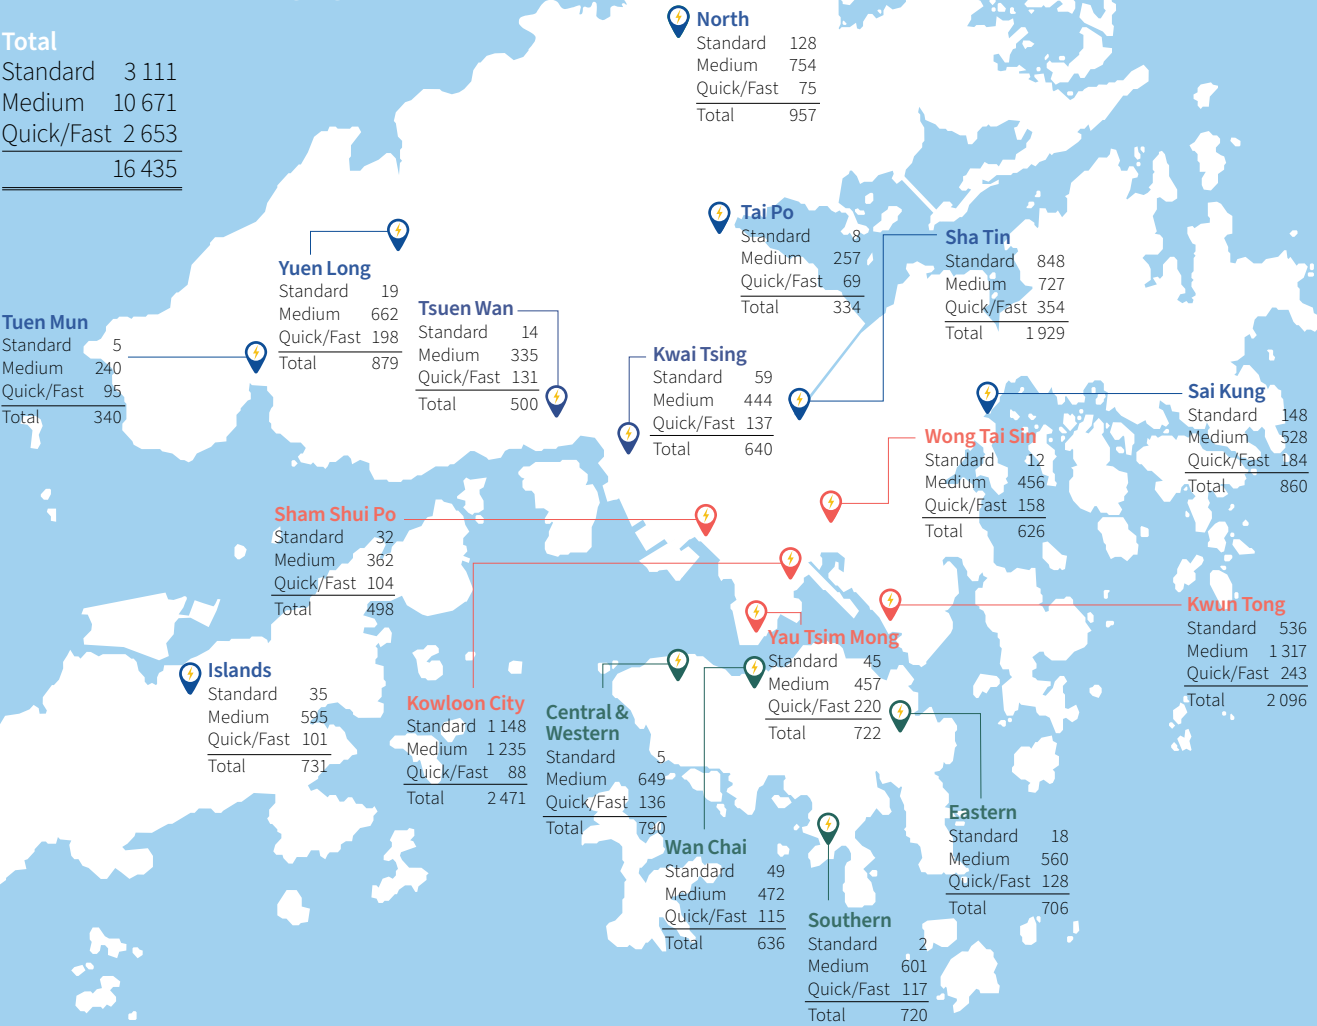 Total
Standard 3 111
Medium 10 671
Quick/Fast 2 653
16 435
North
Standard 128
Medium 754
Quick/Fast 75
Total 957
Tai Po
Standard 8
Medium 257
Quick/Fast 69
Total 334
Sha Tin
Standard 848
Medium 727
Quick/Fast 354
Total 1 929
Yuen Long
Standard 19
Medium 662
Quick/Fast 198
Total 879
Tsuen Wan
Standard 14
Medium 335
Quick/Fast 131
Total 500
Tuen Mun
Standard 5
Medium 240
Quick/Fast 95
Total 340
Kwai Tsing
Standard 59
Medium 444
Quick/Fast 137
Total 640
Sai Kung
Standard 148
Medium 528
Quick/Fast 184
Total 860
Wong Tai Sin
Standard 12
Medium 456
Quick/Fast 158
Total 626
Sham Shui Po
Standard 32
Medium 362
Quick/Fast 104
Total 498
Kwun Tong
Standard 536
Medium 1 317
Quick/Fast 243
Total 2 096
Yau Tsim Mong
Standard 45
Medium 457
Quick/Fast 220
Total 722
Islands
Standard 35
Medium 595
Quick/Fast 101
Total 731
Kowloon City
Standard 1 148
Medium 1 235
Quick/Fast 88
Total 2 471
Central &
Western
Standard 5
Medium 649
Quick/Fast 136
Total 790
Wan Chai
Standard 49
Medium 472
Quick/Fast 115
Total 636
Eastern
Standard 18
Medium 560
Quick/Fast 128
Total 706
Southern
Standard 2
Medium 601
Quick/Fast 117
Total 720